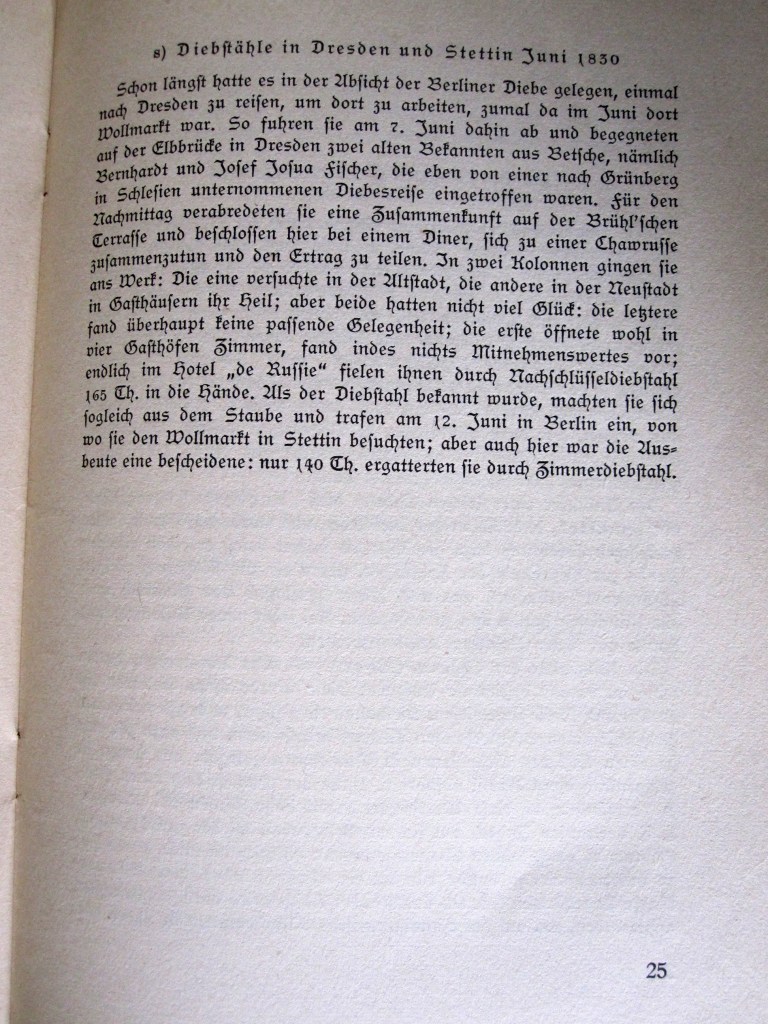 s) Diebstähle in Dresden und Stettin Juni 1830
Schon längst hatte es in der Absicht der Berliner Diebe gelegen, einmal
nach Dresden zu reisen, um dort zu arbeiten, zumal da im Juni dort
Wollmarkt war. So fuhren sie am 7. Juni dahin ab und begegneten
auf der Elbbrücke in Dresden zwei alten Bekannten aus Betsche, nämlich
Bernhardt und Josef Josua Fischer, die eben von einer nach Grünberg
in Schlesien unternommenen Diebesreise eingetroffen waren. Für den
Nachmittag verabredeten sie eine Zusammenkunft auf der Brühl'schen
Terrasse und beschlossen hier bei einem Diner, sich zu einer Chawrusse
zusammenzutun und den Ertrag zu teilen. In zwei Kolonnen gingen sie
ans Werk: Die eine versuchte in der Altstadt, die andere in der Neustadt
in Gasthäusern ihr Heil; aber beide hatten nicht viel Glück: die letztere
fand überhaupt keine passende Gelegenheit; die erste öffnete wohl in
vier Gasthöfen Zimmer, fand indes nichts Mitnehmenswertes vor;
endlich im Hotel „de Russie“ fielen ihnen durch Nachschlüsseldiebstahl
165 Th. in die Hände. Als der Diebstahl bekannt wurde, machten sie sich
sogleich aus dem Staube und trafen am 12. Juni in Berlin ein, von
wo sie den Wollmarkt in Stettin besuchten; aber auch hier war die Aus-
beute eine bescheidene: nur 140 Th. ergatterten sie durch Zimmerdiebstahl.
25